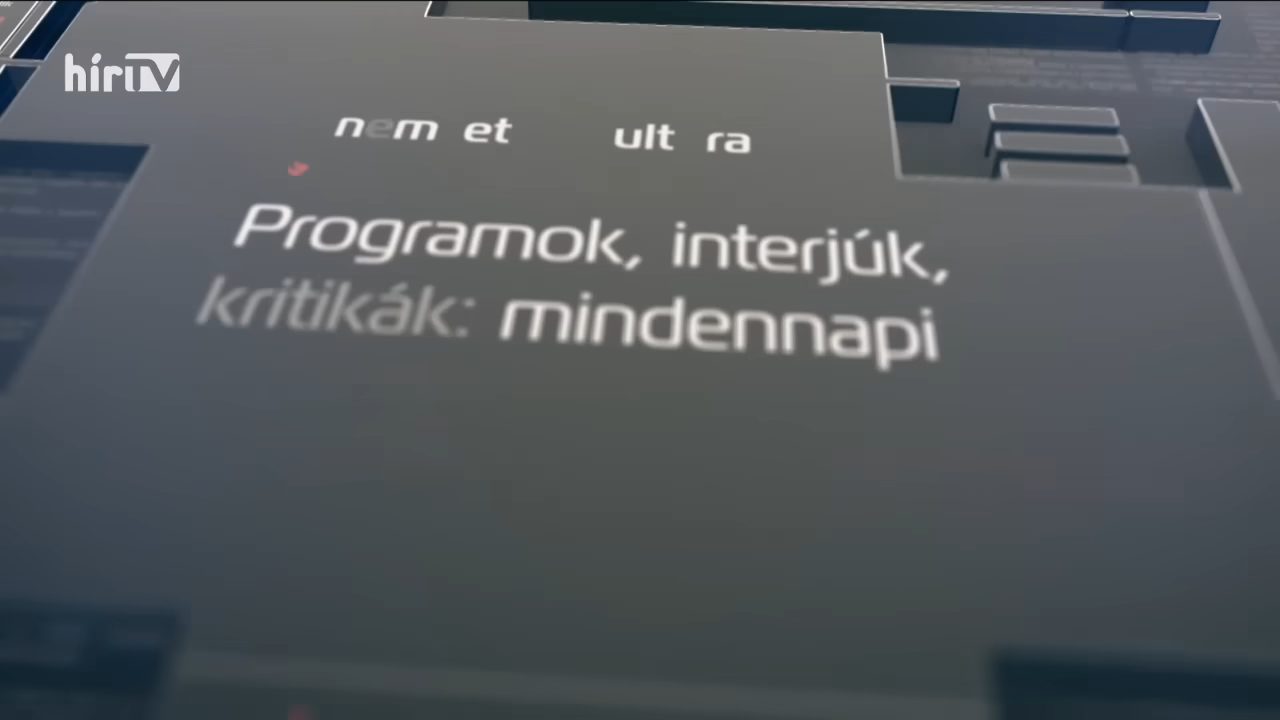 hírTV
nem et ult ra
Programok, interjúk,
kritikák: mindennapi